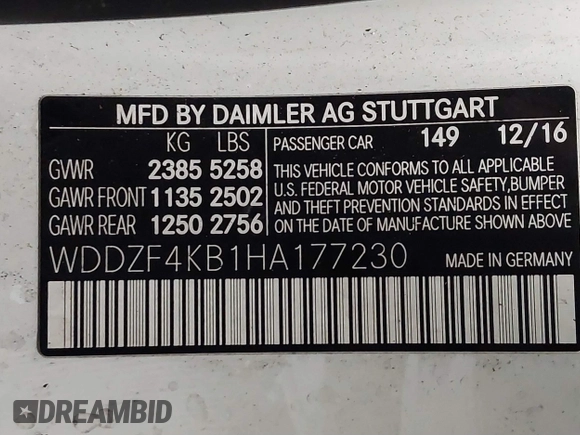 MFD BY DAIMLER AG STUTTGART
KG LBS
GVWR 2385 5258
GAWR FRONT 1135 2502
GAWR REAR 1250 2756
PASSENGER CAR 149 12/16
THIS VEHICLE CONFORMS TO ALL APPLICABLE
U.S. FEDERAL MOTOR VEHICLE SAFETY,BUMPER
AND THEFT PREVENTION STANDARDS IN EFFECT
ON THE DATE OF MANUFACTURE SHOWN ABOVE.
WDDZF4KB1HA177230 MADE IN GERMANY
DREAMBID